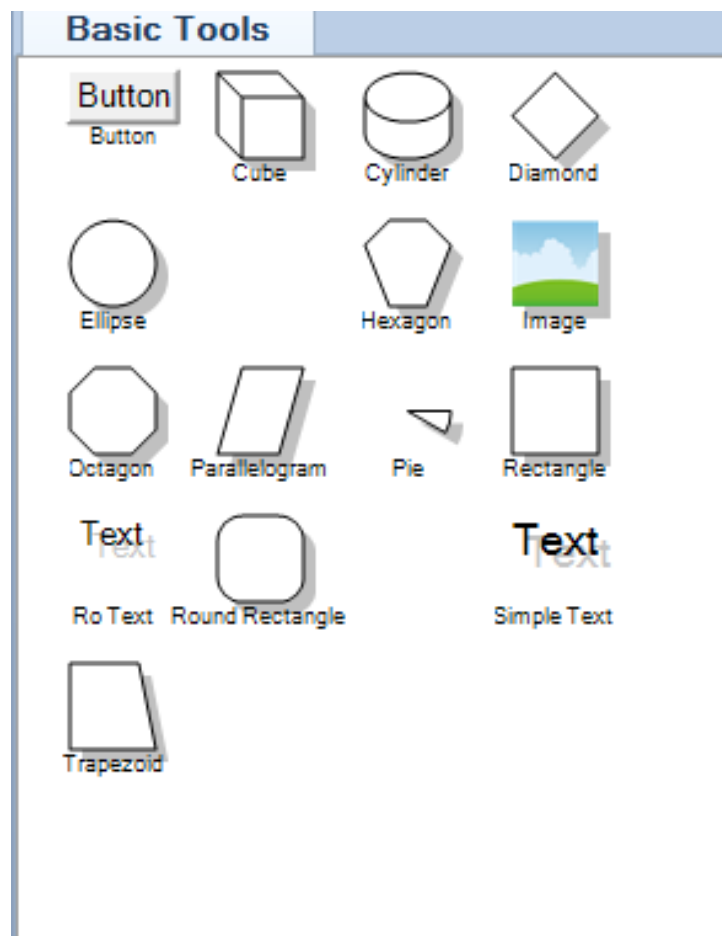 Basic Tools
Button
Button
Cube
Cylinder
Diamond
Ellipse
Hexagon
Image
Octagon
Parallelogram
Pie
Rectangle
Text
Text
Ro Text
Round Rectangle
Simple Text
Trapezoid